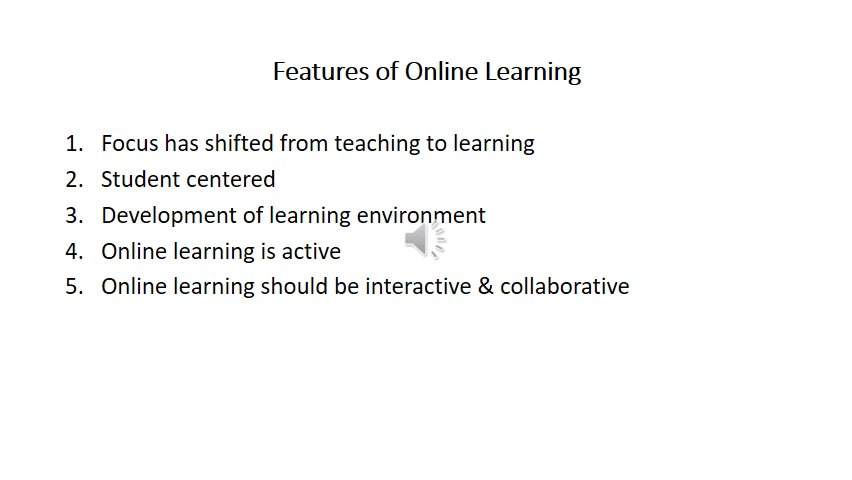 Features of Online Learning
1. Focus has shifted from teaching to learning
2. Student centered
3. Development of learning environment
4. Online learning is active
5. Online learning should be interactive & collaborative